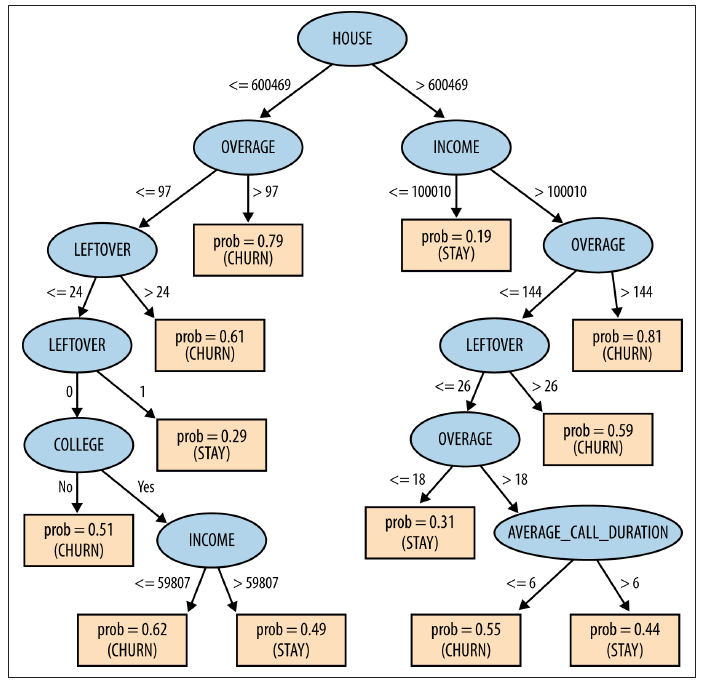 HOUSE
<= 600469
> 600469
OVERAGE
INCOME
<= 97
> 97
<= 100010
> 100010
LEFTOVER
prob = 0.79
(CHURN)
prob = 0.19
(STAY)
OVERAGE
<= 24
> 24
<= 144
> 144
LEFTOVER
prob = 0.61
(CHURN)
LEFTOVER
prob = 0.81
(CHURN)
0
1
<= 26
> 26
COLLEGE
prob = 0.29
(STAY)
OVERAGE
prob = 0.59
(CHURN)
No
Yes
<= 18
> 18
prob = 0.51
(CHURN)
INCOME
prob = 0.31
(STAY)
AVERAGE_CALL_DURATION
<= 59807
> 59807
<= 6
> 6
prob = 0.62
(CHURN)
prob = 0.49
(STAY)
prob = 0.55
(CHURN)
prob = 0.44
(STAY)